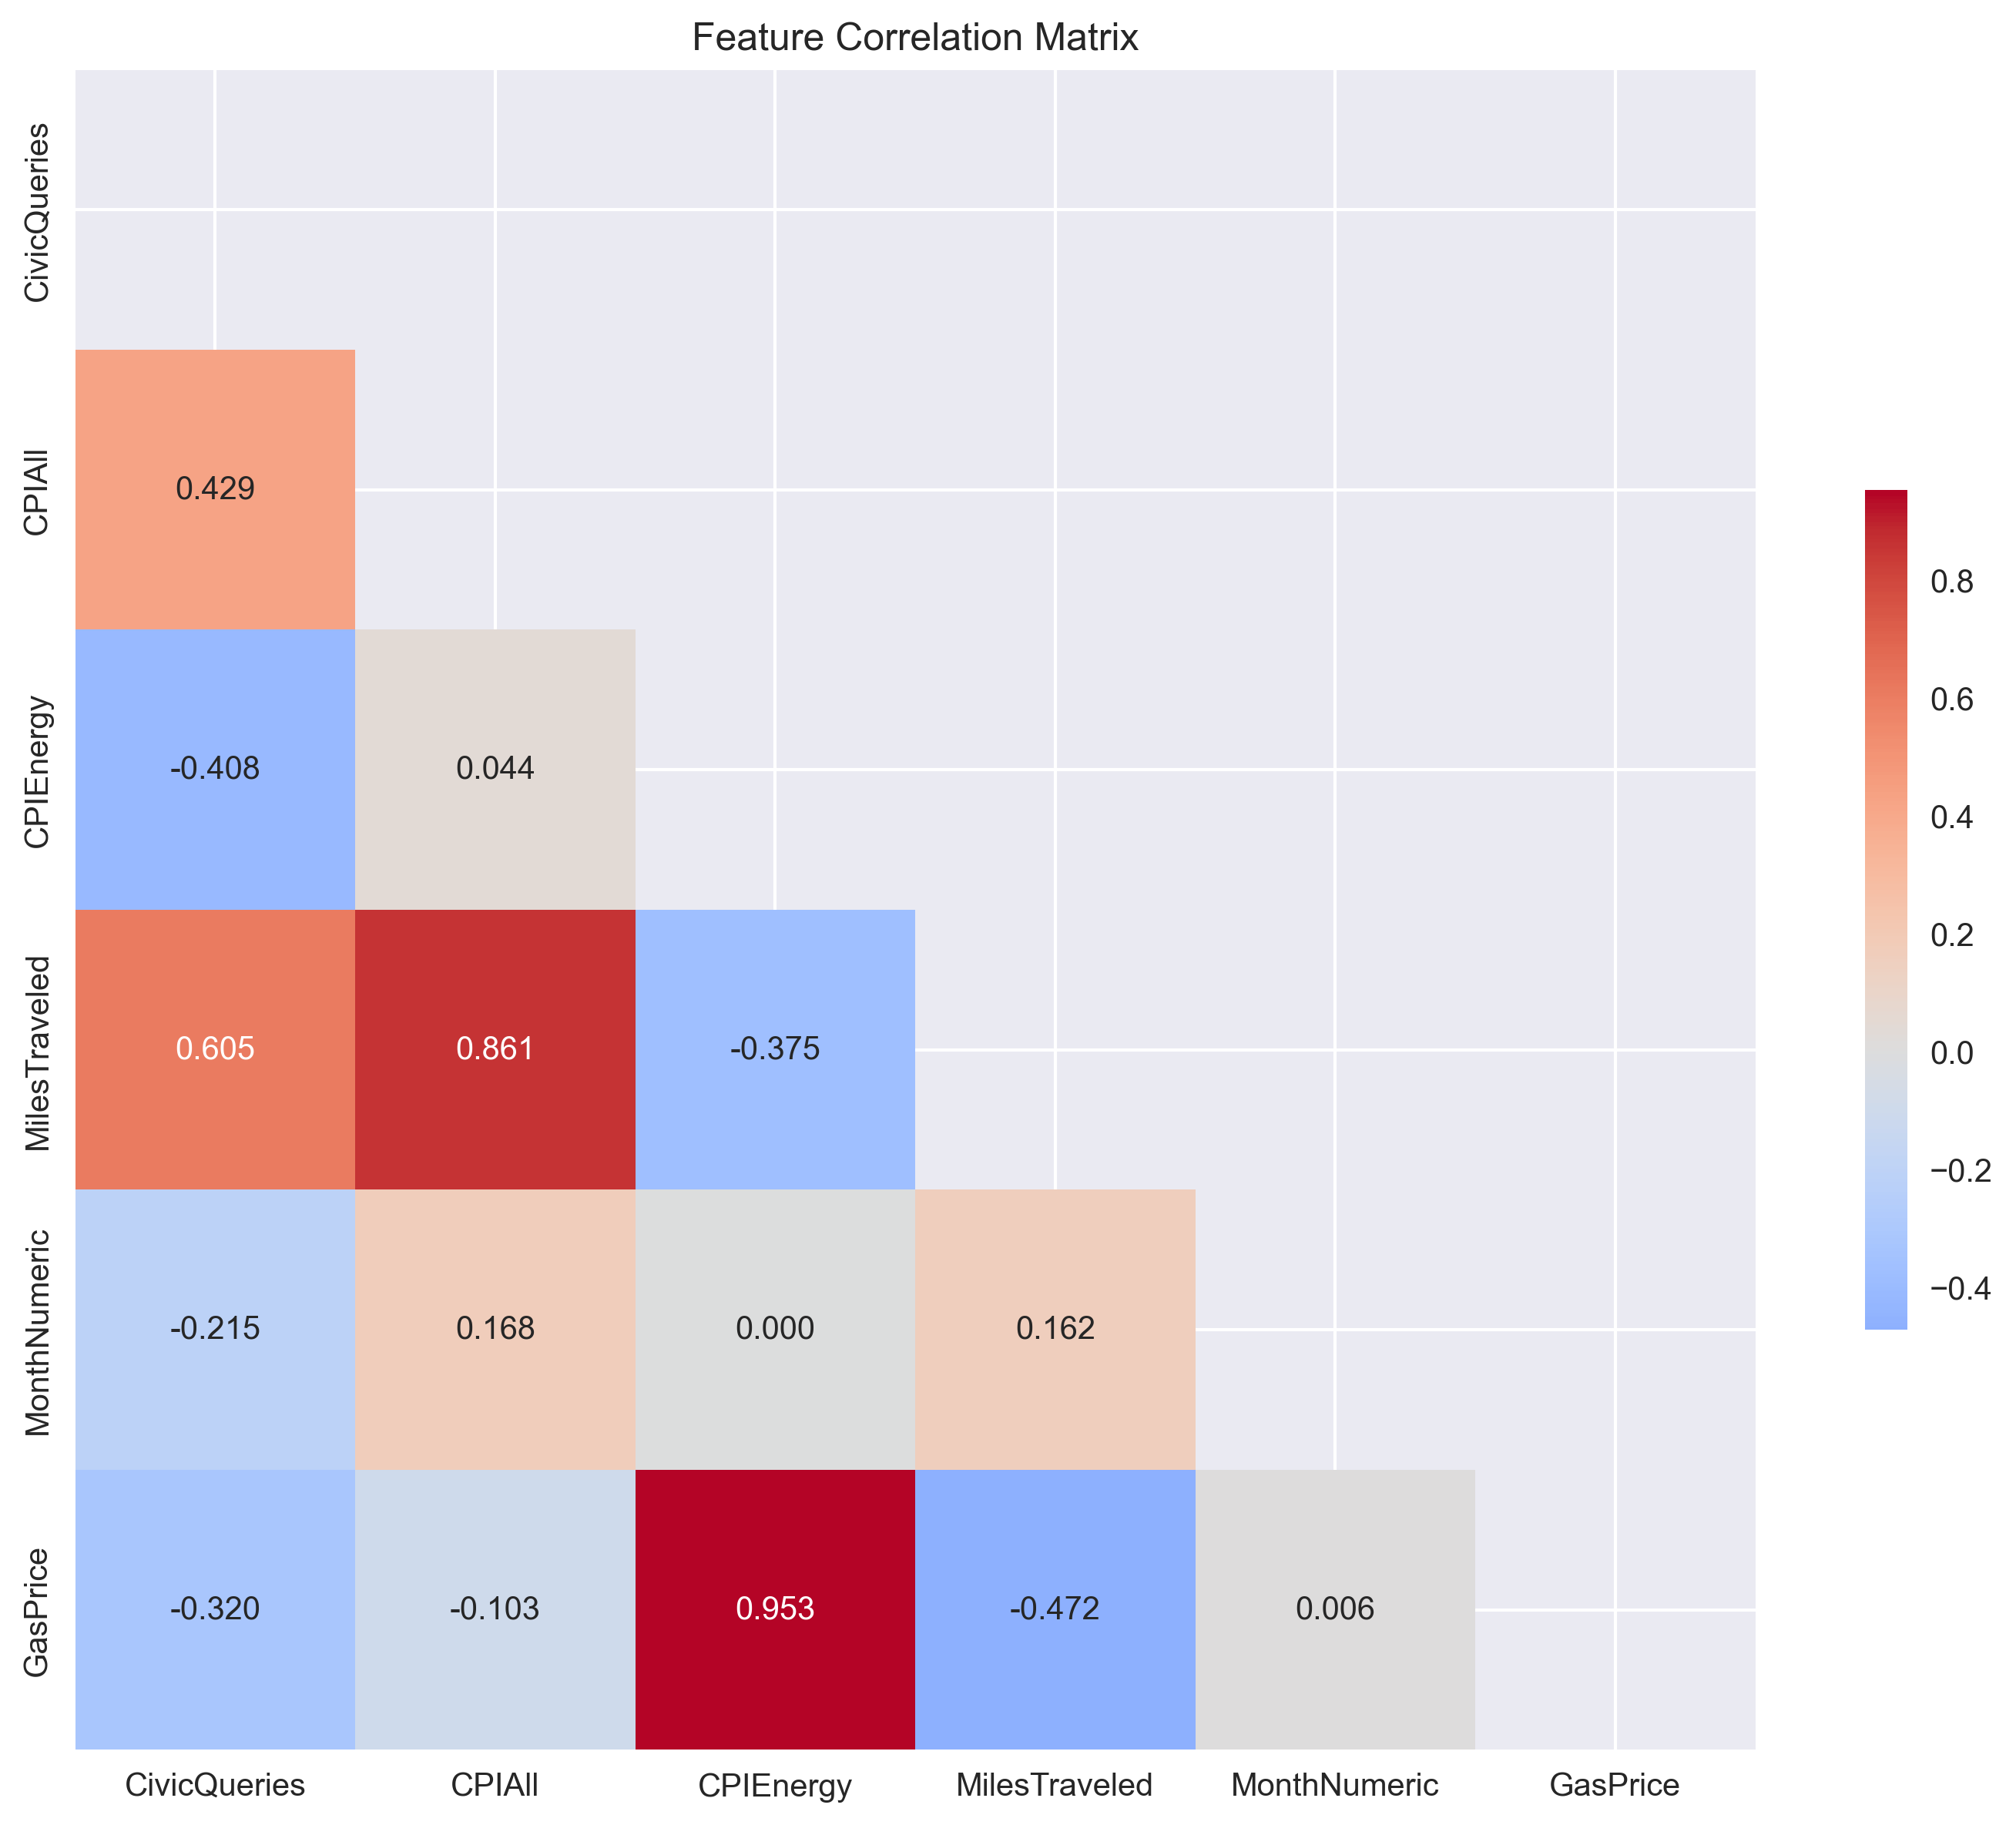 Feature Correlation Matrix
CivicQueries
CPIAll
0.429
CPIEnergy
-0.408 0.044
MilesTraveled
0.605 0.861 -0.375
MonthNumeric
-0.215 0.168 0.000 0.162
GasPrice
-0.320 -0.103 0.953 -0.472 0.006
CivicQueries CPIAll CPIEnergy MilesTraveled MonthNumeric GasPrice
0.8
0.6
0.4
0.2
0.0
−0.2
−0.4